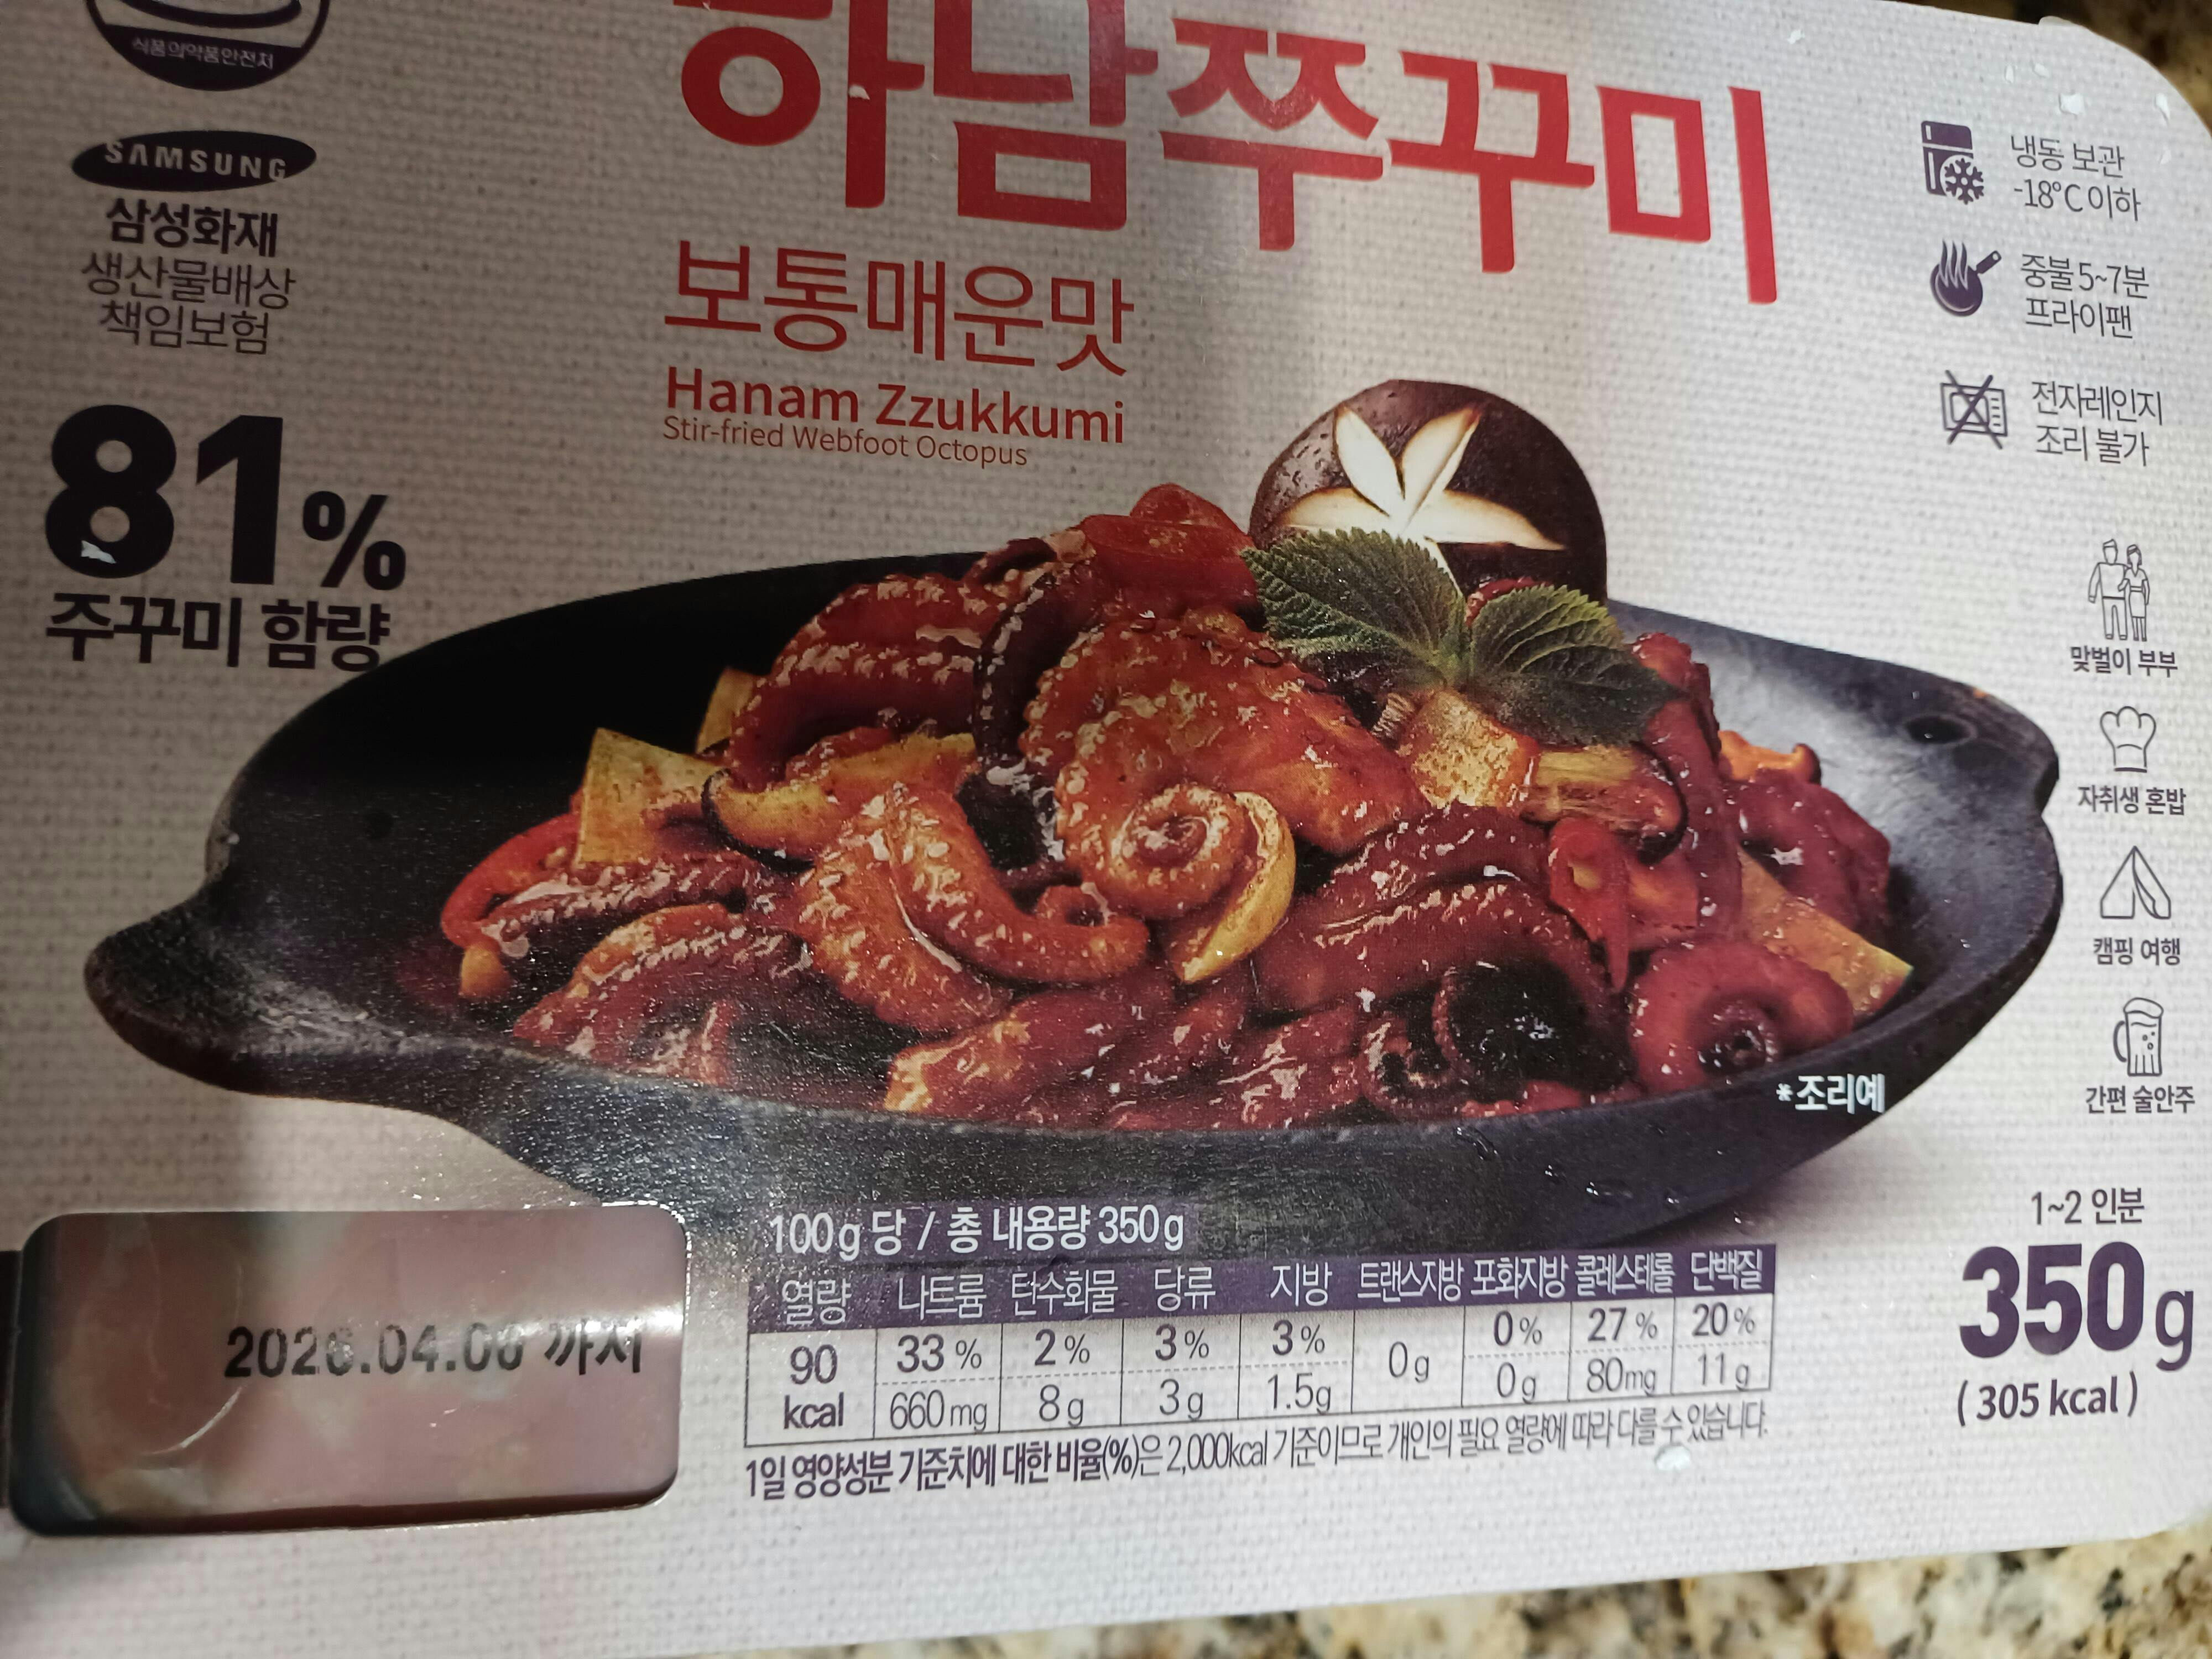 식품의약품안전처
SAMSUNG
삼성화재
생산물배상
책임보험
81%
주꾸미 함량
하남쭈꾸미
보통매운맛
Hanam Zzukkumi
Stir-fried Webfoot Octopus
냉동 보관
-18°C이하
중불 5~7분
프라이팬
전자레인지
조리 불가
맞벌이 부부
자취생 혼밥
캠핑 여행
간편 술안주
*조리예
1~2 인분
350g
(305 kcal)
까지
100g 당 / 총 내용량 350g
열량 나트륨 탄수화물 당류 지방 트랜스지방 포화지방 콜레스테롤 단백질
90 kcal 33% 2% 3% 3% 0g 0% 27% 20%
660mg 8g 3g 1.5g 0g 80mg 11g
1일 영양성분 기준치에 대한 비율(%)은 2,000kcal 기준이므로 개인의 필요 열량에 따라 다를 수 있습니다.